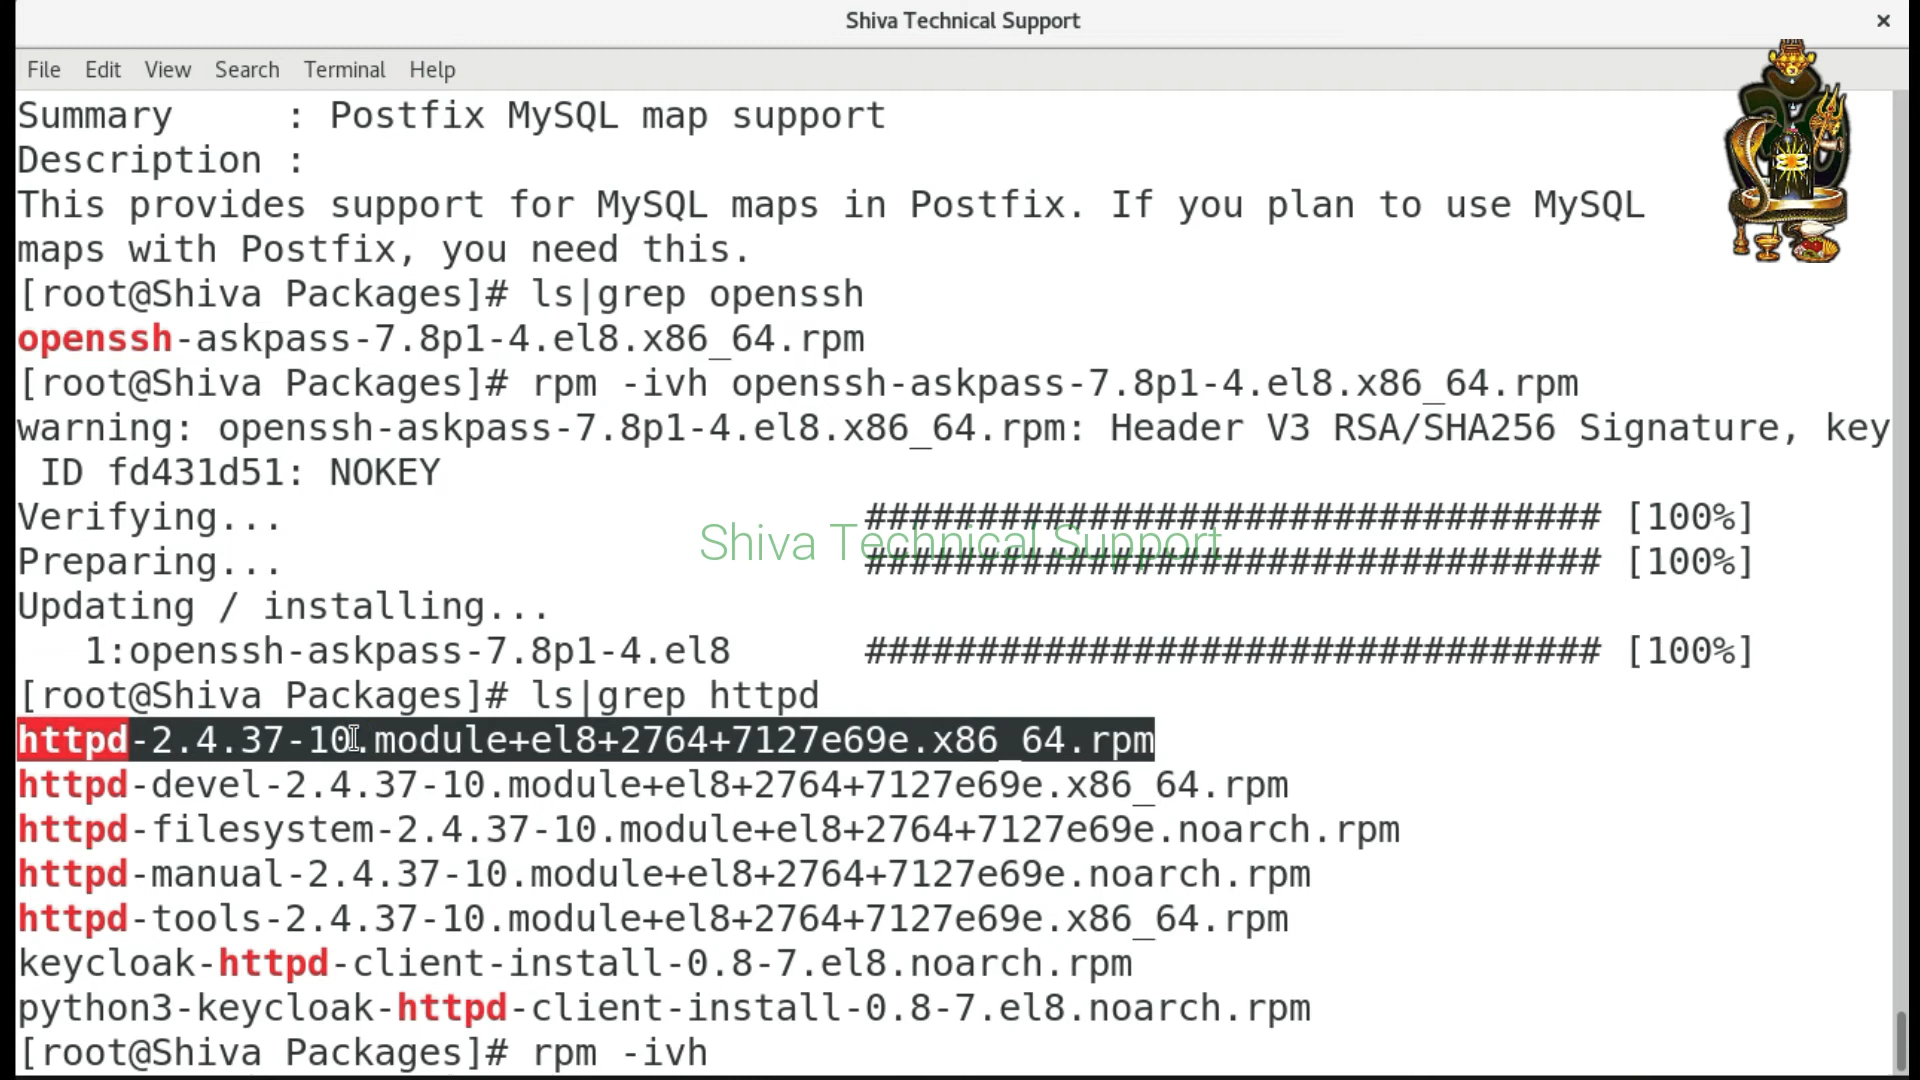 Shiva Technical Support
File Edit View Search Terminal Help
Summary     : Postfix MySQL map support
Description :
This provides support for MySQL maps in Postfix. If you plan to use MySQL
maps with Postfix, you need this.
[root@Shiva Packages]# ls|grep openssh
openssh-askpass-7.8p1-4.el8.x86_64.rpm
[root@Shiva Packages]# rpm -ivh openssh-askpass-7.8p1-4.el8.x86_64.rpm
warning: openssh-askpass-7.8p1-4.el8.x86_64.rpm: Header V3 RSA/SHA256 Signature, key
 ID fd431d51: NOKEY
Verifying...                          ################################# [100%]
Shiva Technical Support
Preparing...                          ################################# [100%]
Updating / installing...
   1:openssh-askpass-7.8p1-4.el8      ################################# [100%]
[root@Shiva Packages]# ls|grep httpd
httpd-2.4.37-10.module+el8+2764+7127e69e.x86_64.rpm
httpd-devel-2.4.37-10.module+el8+2764+7127e69e.x86_64.rpm
httpd-filesystem-2.4.37-10.module+el8+2764+7127e69e.noarch.rpm
httpd-manual-2.4.37-10.module+el8+2764+7127e69e.noarch.rpm
httpd-tools-2.4.37-10.module+el8+2764+7127e69e.x86_64.rpm
keycloak-httpd-client-install-0.8-7.el8.noarch.rpm
python3-keycloak-httpd-client-install-0.8-7.el8.noarch.rpm
[root@Shiva Packages]# rpm -ivh